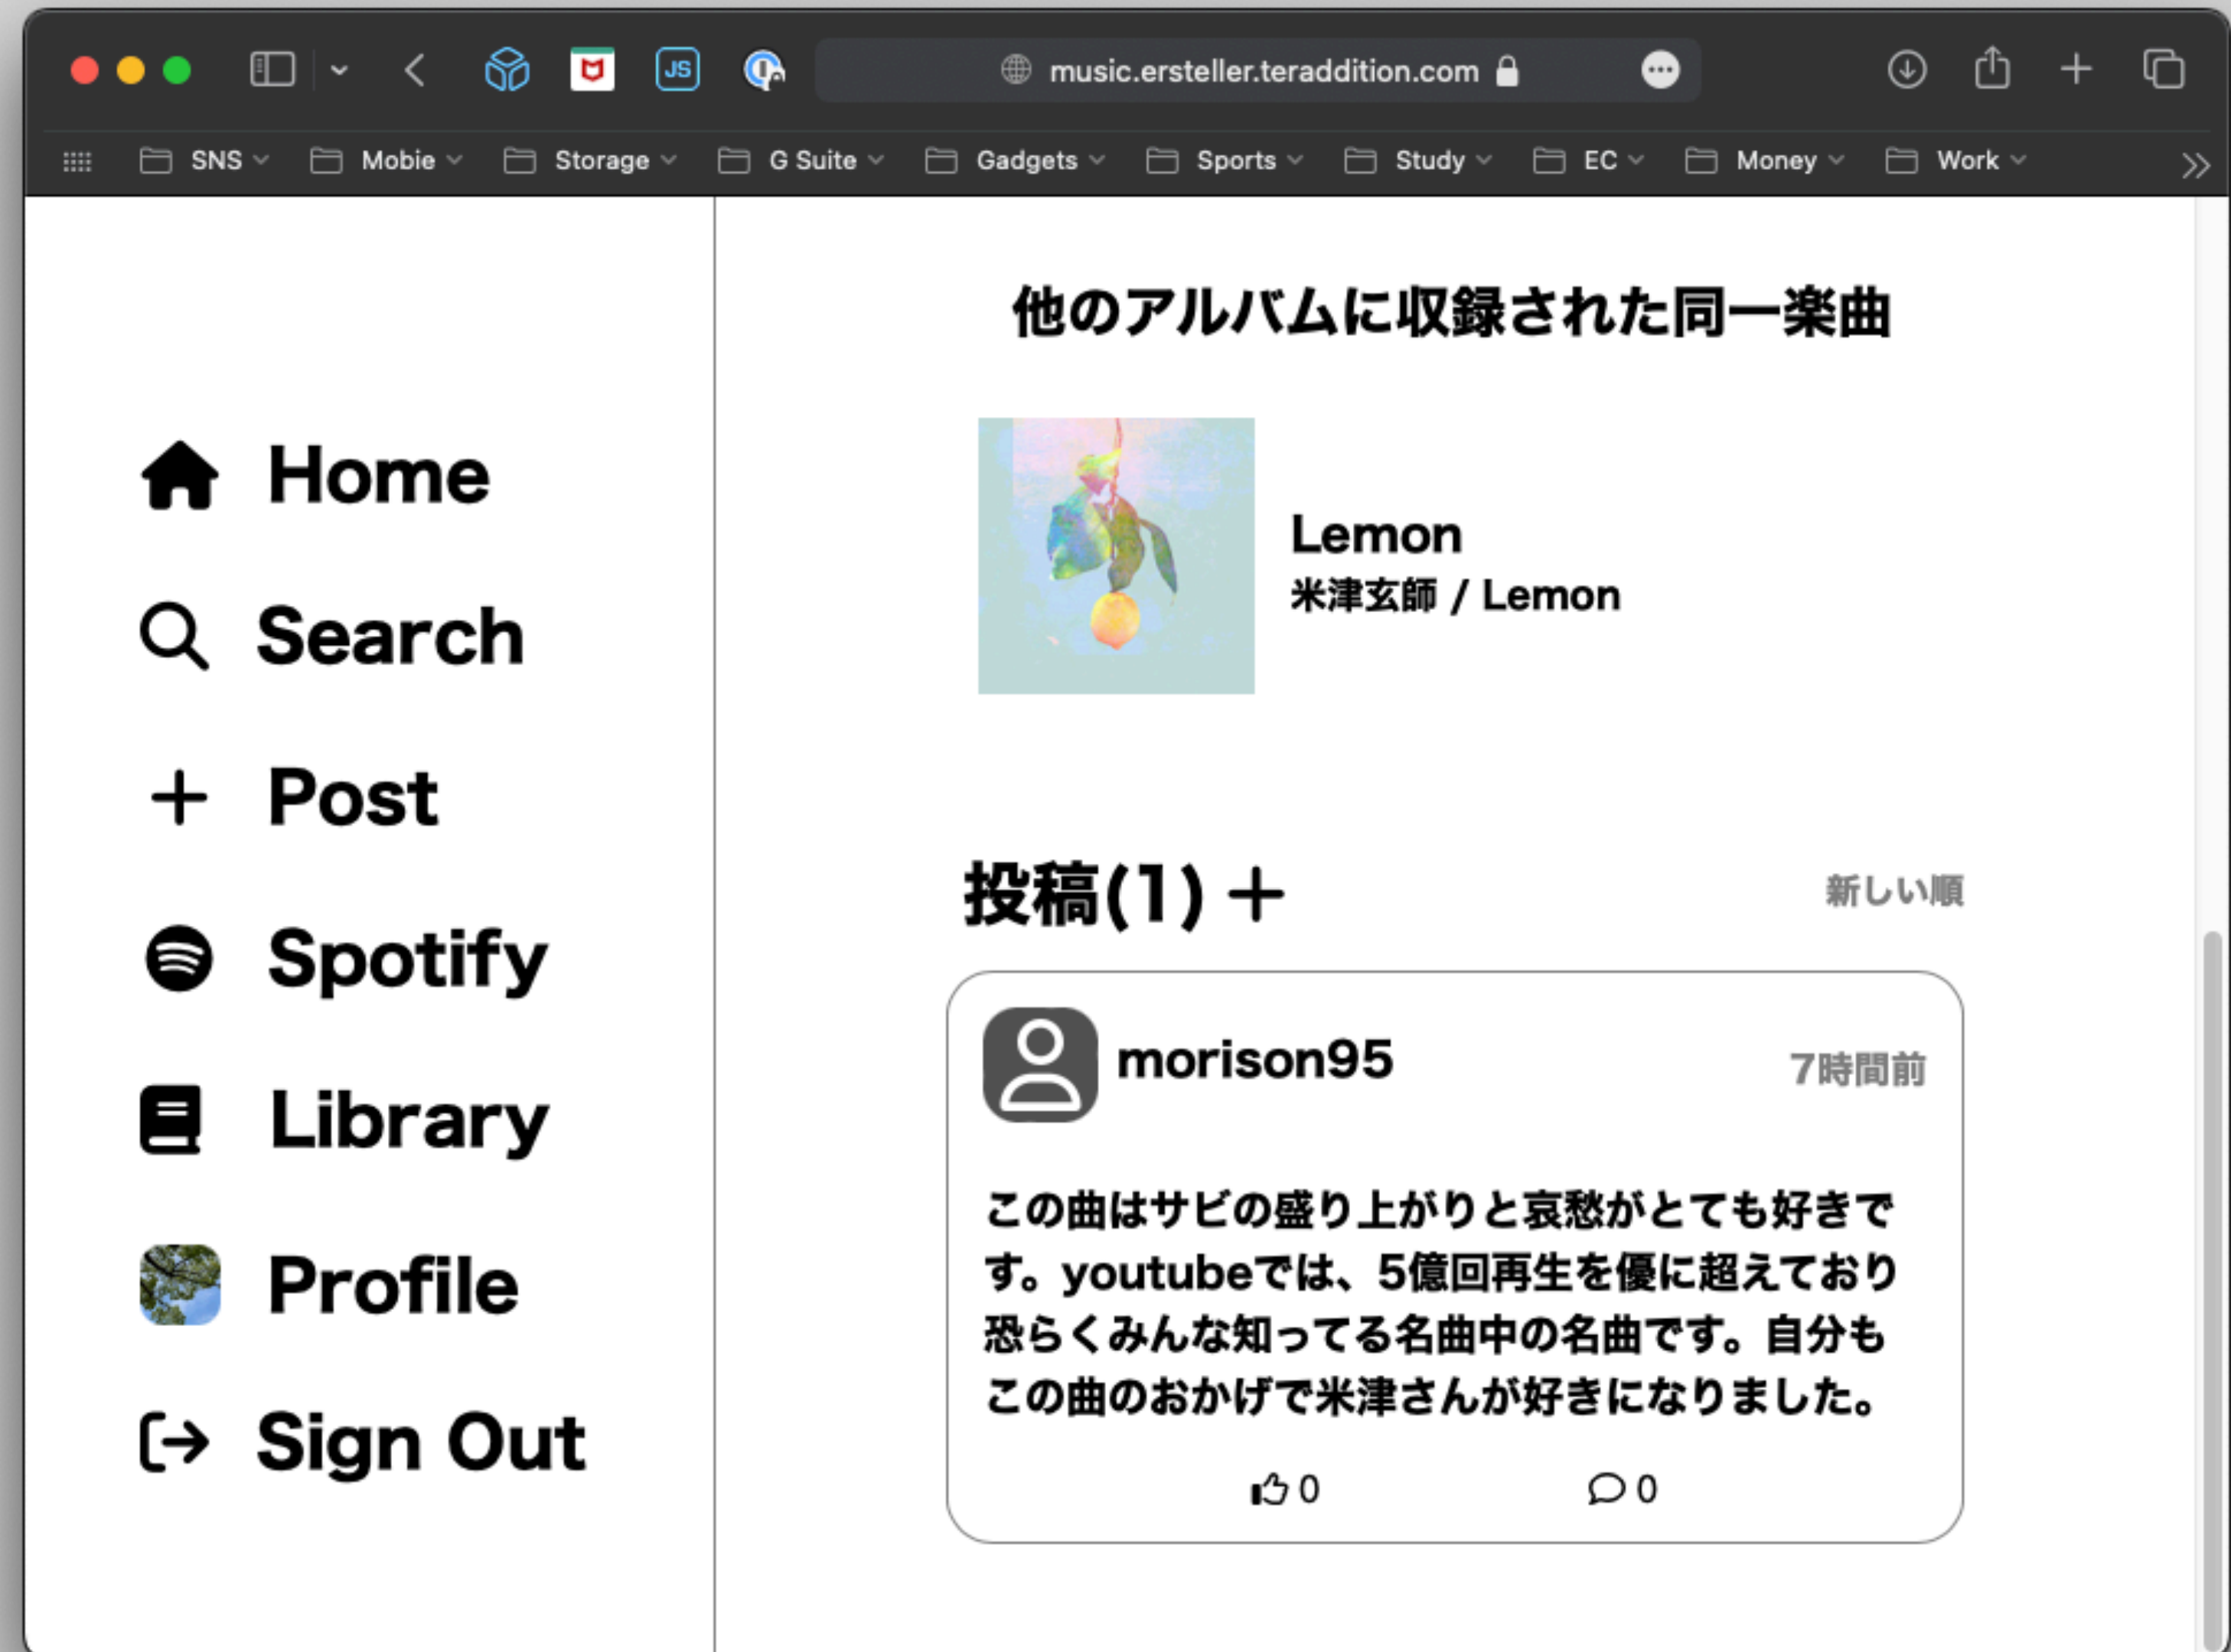 JS
music.ersteller.teraddition.com
SNS
Mobie
Storage
G Suite
Gadgets
Sports
Study
EC
Money
Work
Home
Search
Post
Spotify
Library
Profile
Sign Out
他のアルバムに収録された同一楽曲
Lemon
米津玄師 / Lemon
投稿(1)
新しい順
morison95
7時間前
この曲はサビの盛り上がりと哀愁がとても好きで
す。youtubeでは、5億回再生を優に超えており
恐らくみんな知ってる名曲中の名曲です。自分も
この曲のおかげで米津さんが好きになりました。
0
0